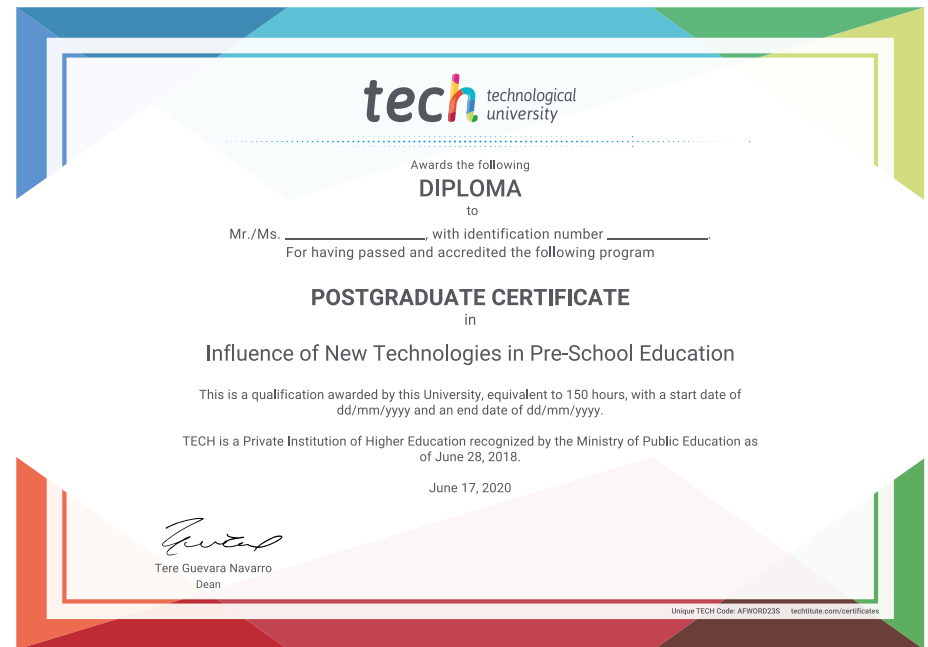 tech technological
university
Awards the following
DIPLOMA
to
Mr./Ms. ____________________, with identification number ______________.
For having passed and accredited the following program
POSTGRADUATE CERTIFICATE
in
Influence of New Technologies in Pre-School Education
This is a qualification awarded by this University, equivalent to 150 hours, with a start date of
dd/mm/yyyy and an end date of dd/mm/yyyy.
TECH is a Private Institution of Higher Education recognized by the Ministry of Public Education as
of June 28, 2018.
June 17, 2020
Tere Guevara Navarro
Dean
Unique TECH Code: AFWORD23S techtitute.com/certificates